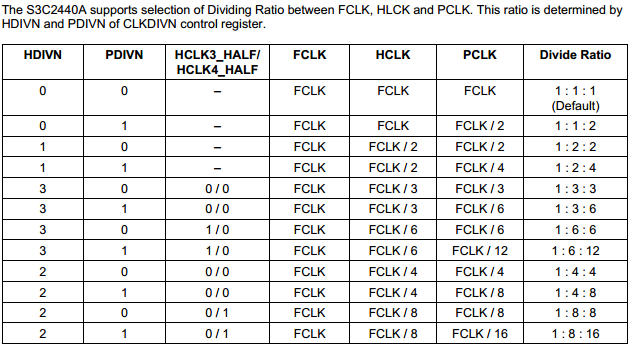 The S3C2440A supports selection of Dividing Ratio between FCLK, HLCK and PCLK. This ratio is determined by
HDIVN and PDIVN of CLKDIVN control register.
HDIVN PDIVN HCLK3_HALF/ FCLK HCLK PCLK Divide Ratio
HCLK4_HALF
0 0 – FCLK FCLK FCLK 1 : 1 : 1
(Default)
0 1 – FCLK FCLK FCLK / 2 1 : 1 : 2
1 0 – FCLK FCLK / 2 FCLK / 2 1 : 2 : 2
1 1 – FCLK FCLK / 2 FCLK / 4 1 : 2 : 4
3 0 0 / 0 FCLK FCLK / 3 FCLK / 3 1 : 3 : 3
3 1 0 / 0 FCLK FCLK / 3 FCLK / 6 1 : 3 : 6
3 0 1 / 0 FCLK FCLK / 6 FCLK / 6 1 : 6 : 6
3 1 1 / 0 FCLK FCLK / 6 FCLK / 12 1 : 6 : 12
2 0 0 / 0 FCLK FCLK / 4 FCLK / 4 1 : 4 : 4
2 1 0 / 0 FCLK FCLK / 4 FCLK / 8 1 : 4 : 8
2 0 0 / 1 FCLK FCLK / 8 FCLK / 8 1 : 8 : 8
2 1 0 / 1 FCLK FCLK / 8 FCLK / 16 1 : 8 : 16